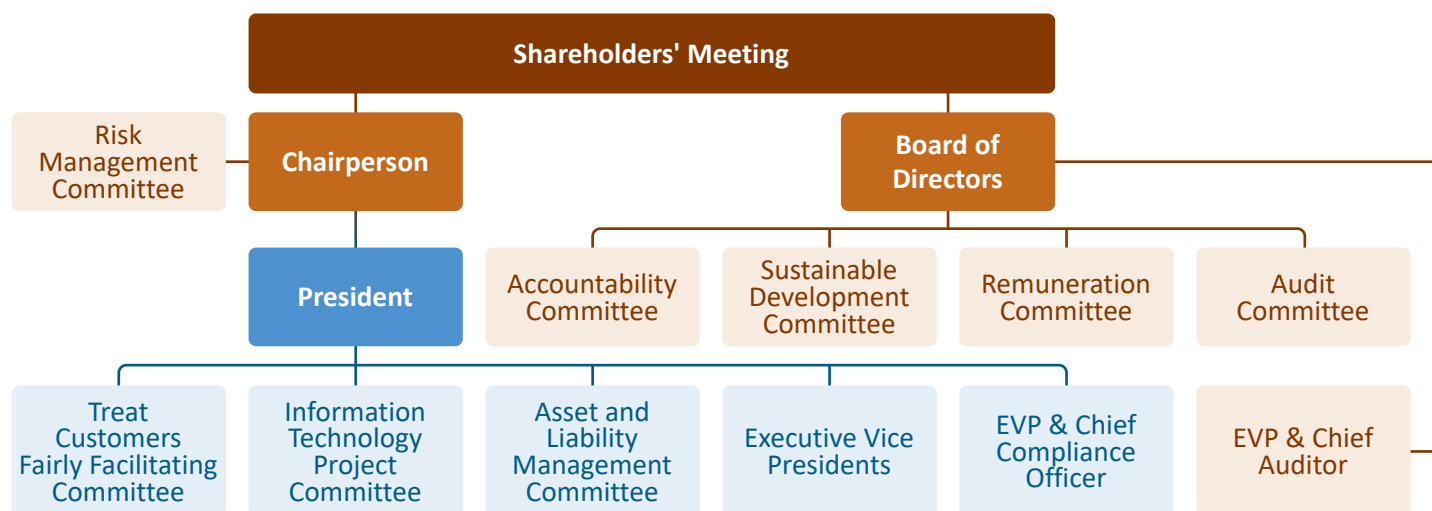 Shareholders' Meeting
Risk
Management
Committee
Chairperson
Board of
Directors
President
Accountability
Committee
Sustainable
Development
Committee
Remuneration
Committee
Audit
Committee
Treat
Customers
Fairly Facilitating
Committee
Information
Technology
Project
Committee
Asset and
Liability
Management
Committee
Executive Vice
Presidents
EVP & Chief
Compliance
Officer
EVP & Chief
Auditor